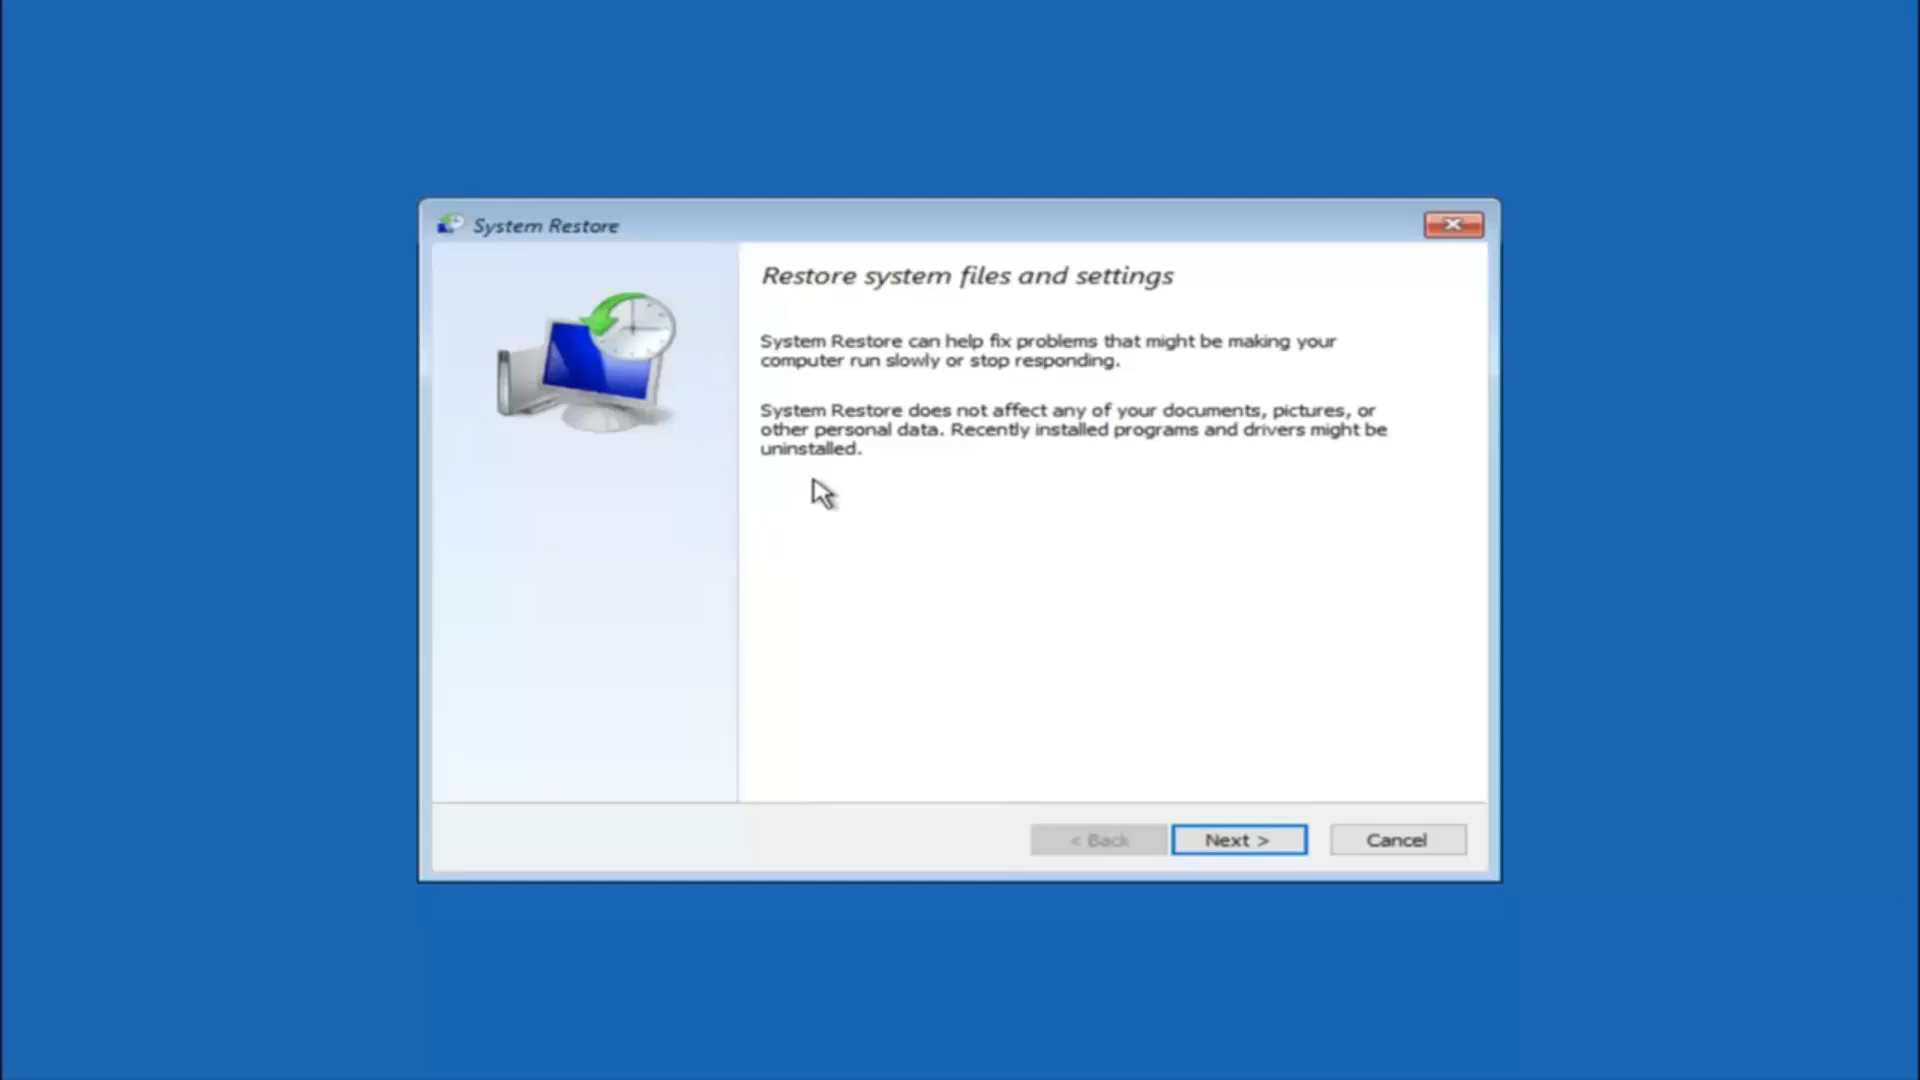 System Restore
Restore system files and settings
System Restore can help fix problems that might be making your
computer run slowly or stop responding.
System Restore does not affect any of your documents, pictures, or
other personal data. Recently installed programs and drivers might be
uninstalled.
< Back
Next >
Cancel